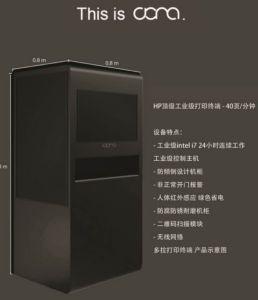 This is dora.
0.8 m
0.8 m
m
HP顶级工业级打印终端 - 40页/分钟
设备特点：
- 工业级intel i7 24小时连续工作
工业级控制主机
- 防倾倒设计机柜
- 非正常开门报警
- 人体红外感应 绿色省电
- 防腐防锈耐磨机柜
- 二维码扫描模块
- 无线网络
多拉打印终端 产品示意图